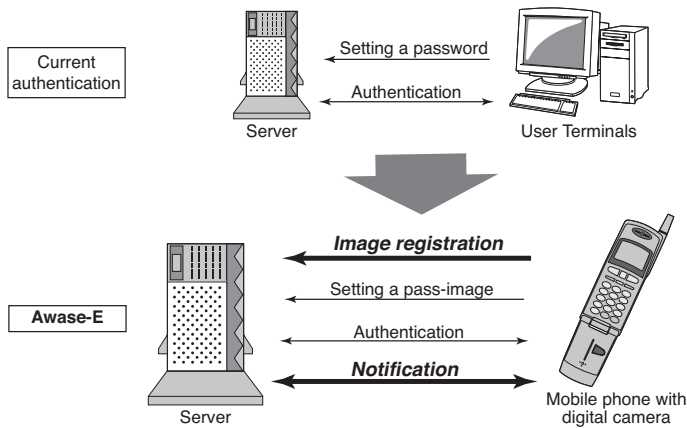 Current
authentication
Setting a password
Authentication
Server
User Terminals
Image registration
Setting a pass-image
Awase-E
Authentication
Notification
Server
Mobile phone with
digital camera